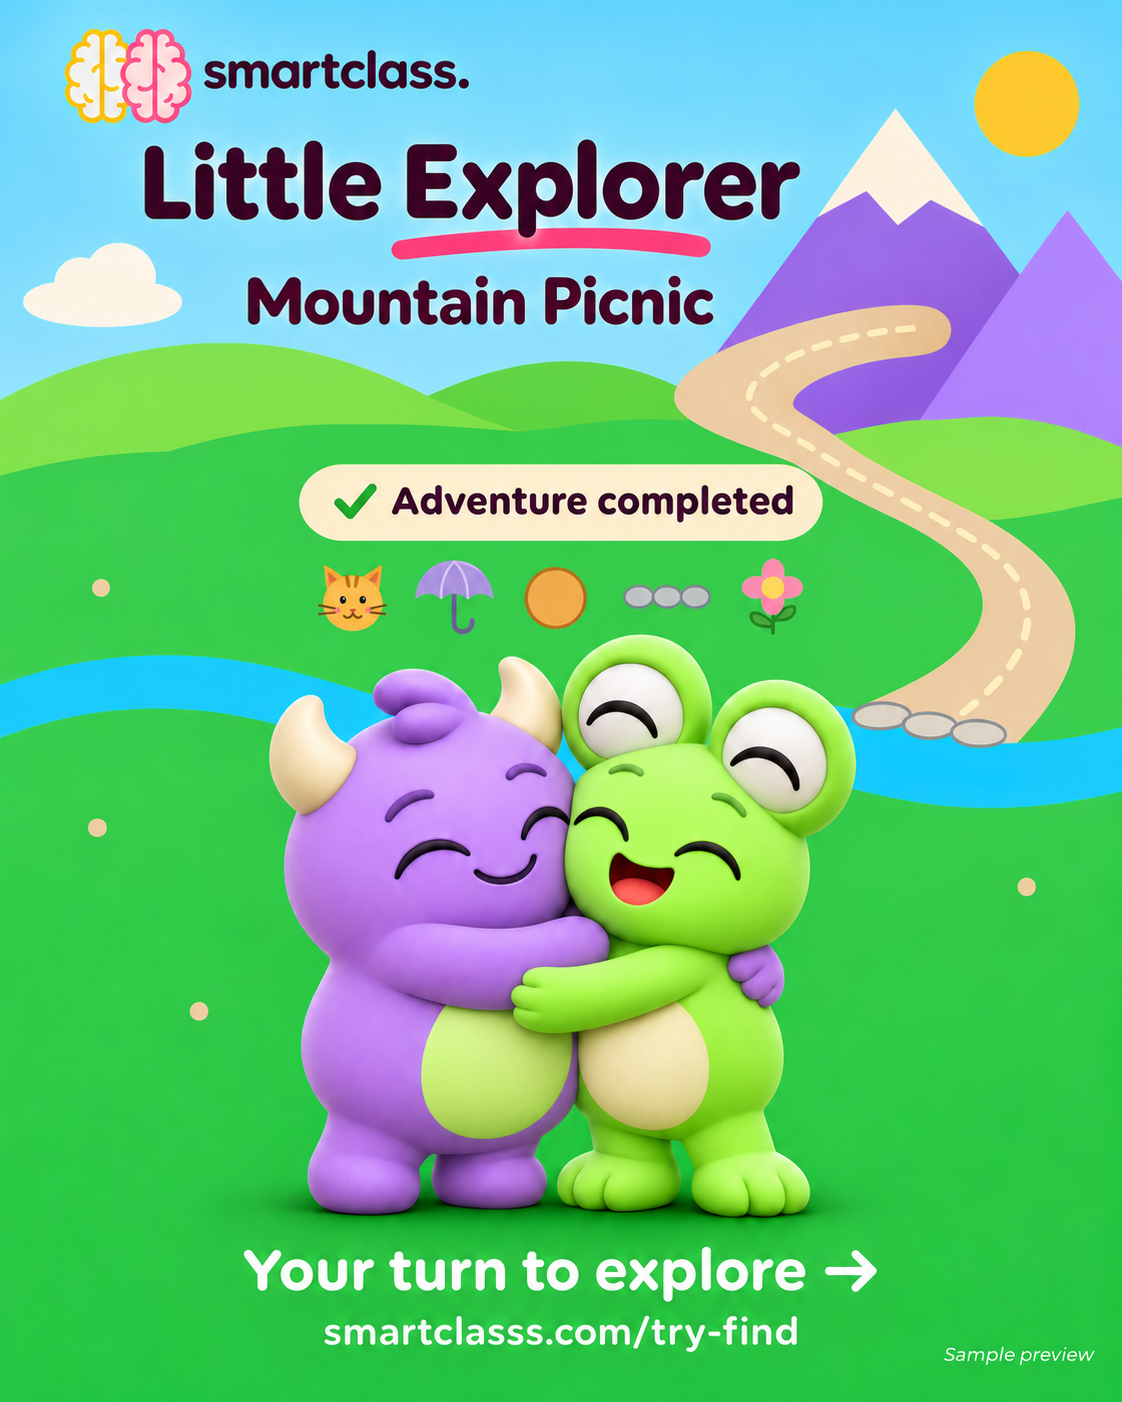 smartclass.
Little Explorer
Mountain Picnic
Adventure completed
Your turn to explore →
smartclasss.com/try-find
Sample preview